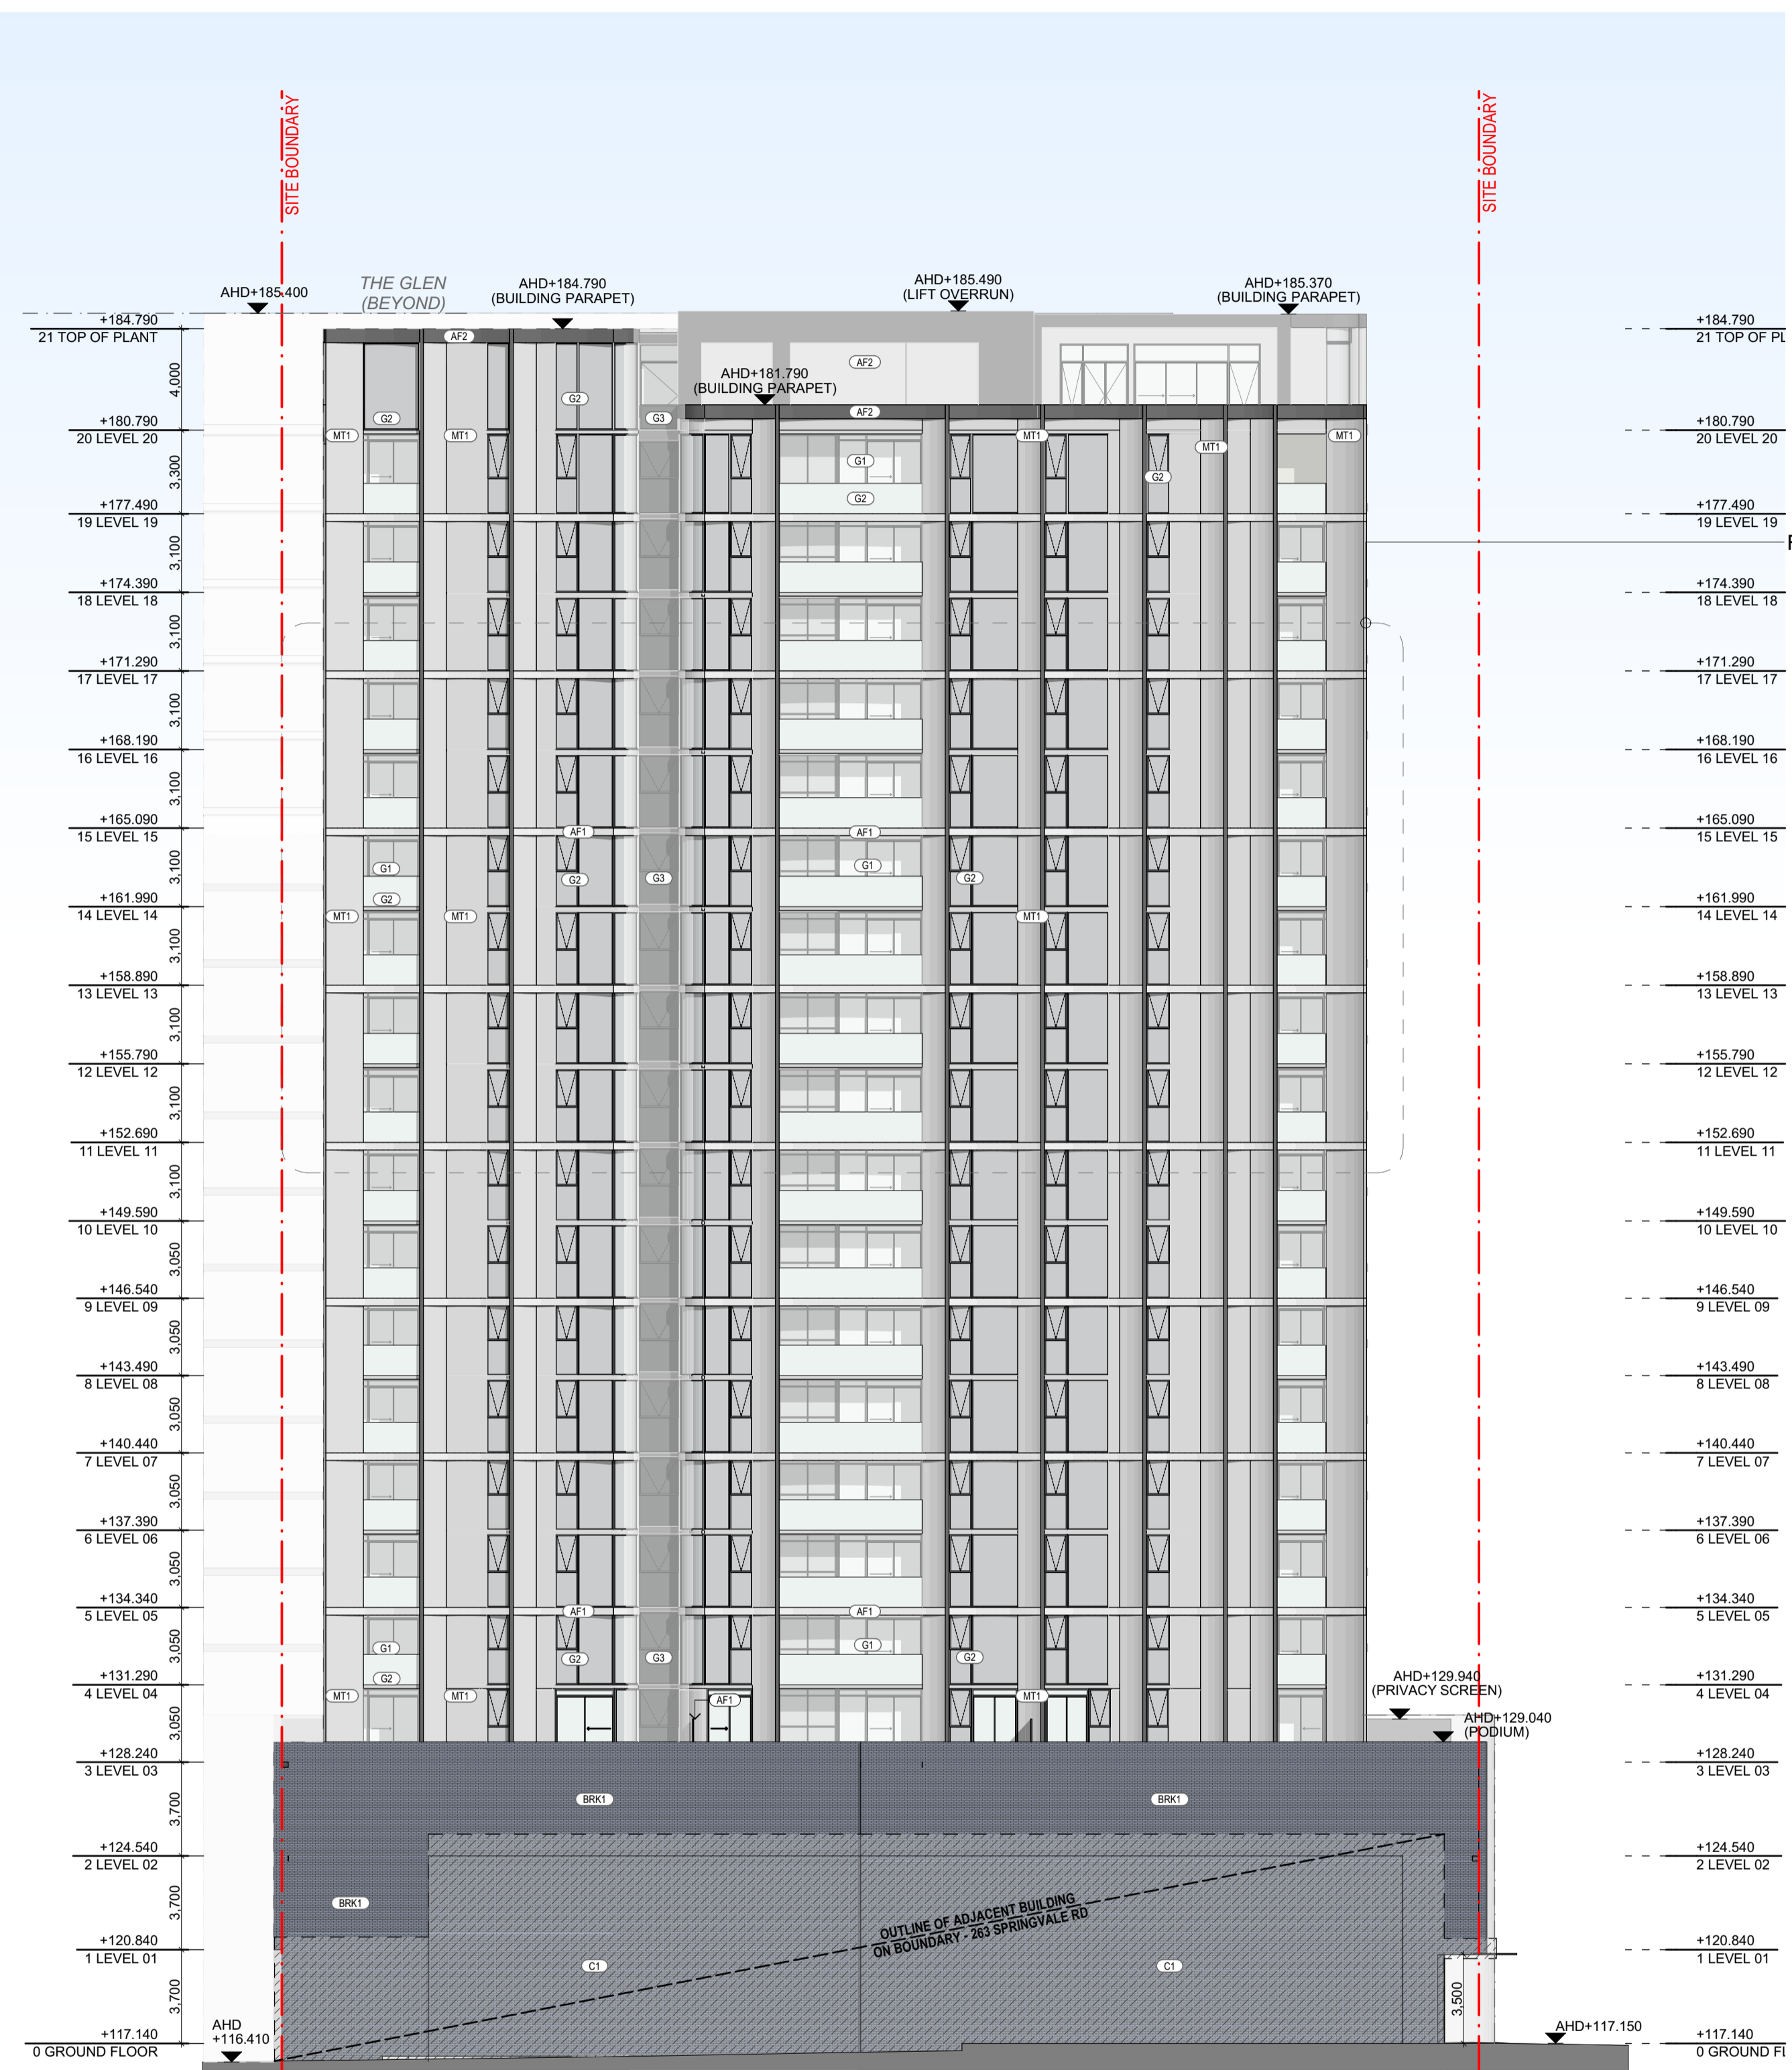 SITE BOUNDARY
SITE BOUNDARY
THE GLEN
(BEYOND)
AHD+185.400
AHD+184.790
(BUILDING PARAPET)
AHD+185.490
(LIFT OVERRUN)
AHD+185.370
(BUILDING PARAPET)
AHD+181.790
(BUILDING PARAPET)
+184.790
21 TOP OF PLANT
4,000
+180.790
20 LEVEL 20
3,300
+177.490
19 LEVEL 19
3,100
+174.390
18 LEVEL 18
3,100
+171.290
17 LEVEL 17
3,100
+168.190
16 LEVEL 16
3,100
+165.090
15 LEVEL 15
3,100
+161.990
14 LEVEL 14
3,100
+158.890
13 LEVEL 13
3,100
+155.790
12 LEVEL 12
3,100
+152.690
11 LEVEL 11
3,100
+149.590
10 LEVEL 10
3,050
+146.540
9 LEVEL 09
3,050
+143.490
8 LEVEL 08
3,050
+140.440
7 LEVEL 07
3,050
+137.390
6 LEVEL 06
3,050
+134.340
5 LEVEL 05
3,050
+131.290
4 LEVEL 04
3,050
+128.240
3 LEVEL 03
3,700
+124.540
2 LEVEL 02
3,700
+120.840
1 LEVEL 01
3,700
+117.140
0 GROUND FLOOR
AHD
+116.410
AF2
AF2
G2
G2
G3
AF2
MT1
MT1
MT1
MT1
MT1
G1
G2
G2
AF1
AF1
G1
G2
G2
G3
G1
G2
MT1
MT1
MT1
AF1
AF1
G1
G2
G2
G3
G1
G2
MT1
MT1
AF1
MT1
AHD+129.940
(PRIVACY SCREEN)
AHD+129.040
(PODIUM)
BRK1
BRK1
BRK1
OUTLINE OF ADJACENT BUILDING
ON BOUNDARY - 263 SPRINGVALE RD
C1
C1
3,500
AHD+117.150
+184.790
21 TOP OF PL
+180.790
20 LEVEL 20
+177.490
19 LEVEL 19
+174.390
18 LEVEL 18
+171.290
17 LEVEL 17
+168.190
16 LEVEL 16
+165.090
15 LEVEL 15
+161.990
14 LEVEL 14
+158.890
13 LEVEL 13
+155.790
12 LEVEL 12
+152.690
11 LEVEL 11
+149.590
10 LEVEL 10
+146.540
9 LEVEL 09
+143.490
8 LEVEL 08
+140.440
7 LEVEL 07
+137.390
6 LEVEL 06
+134.340
5 LEVEL 05
+131.290
4 LEVEL 04
+128.240
3 LEVEL 03
+124.540
2 LEVEL 02
+120.840
1 LEVEL 01
+117.140
0 GROUND FL